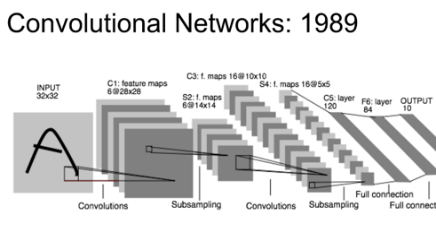 Convolutional Networks: 1989
INPUT
32x32
C1: feature maps
6@28x28
C3: f. maps 16@10x10
S2: f. maps
6@14x14
S4: f. maps 16@5x5
C5: layer
120
F6: layer
64
OUTPUT
10
Convolutions
Subsampling
Convolutions
Subsampling
Full connection
Full connect